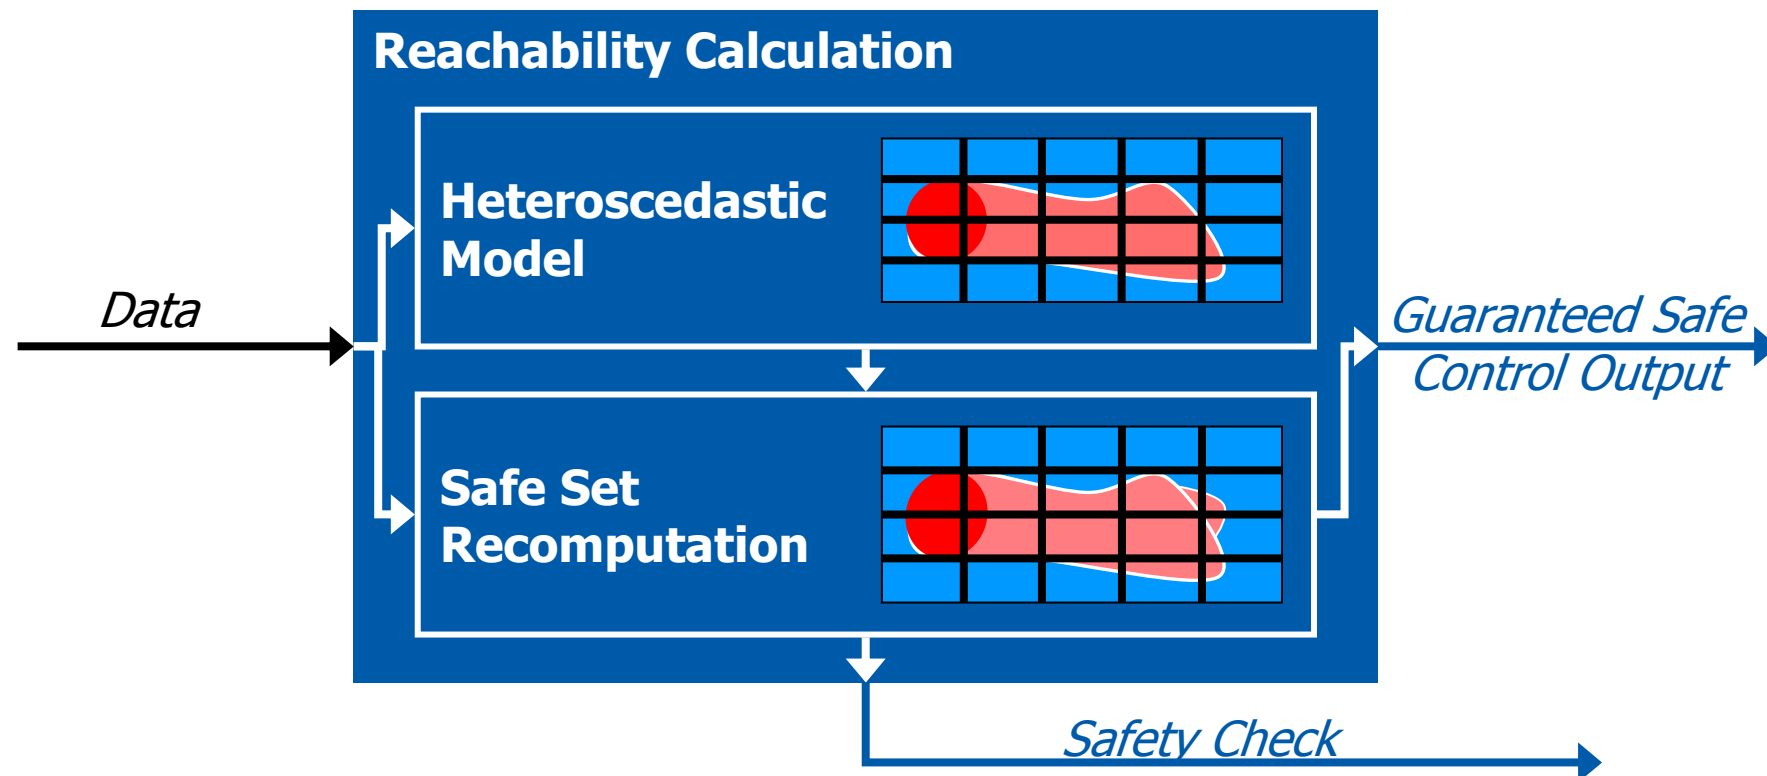 Reachability Calculation
Heteroscedastic
Model
Data
Guaranteed Safe
Control Output
Safe Set
Recomputation
Safety Check